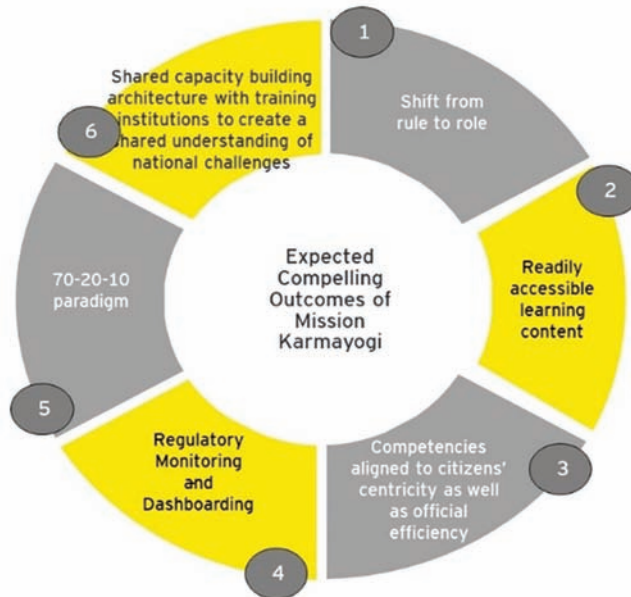 1
Shift from
rule to role
2
Readily
accessible
learning
content
3
Competencies
aligned to citizens'
centricity as well
as official
efficiency
4
Regulatory
Monitoring
and
Dashboarding
5
70-20-10
paradigm
6
Shared capacity building
architecture with training
institutions to create a
shared understanding of
national challenges
Expected
Compelling
Outcomes of
Mission
Karmayogi